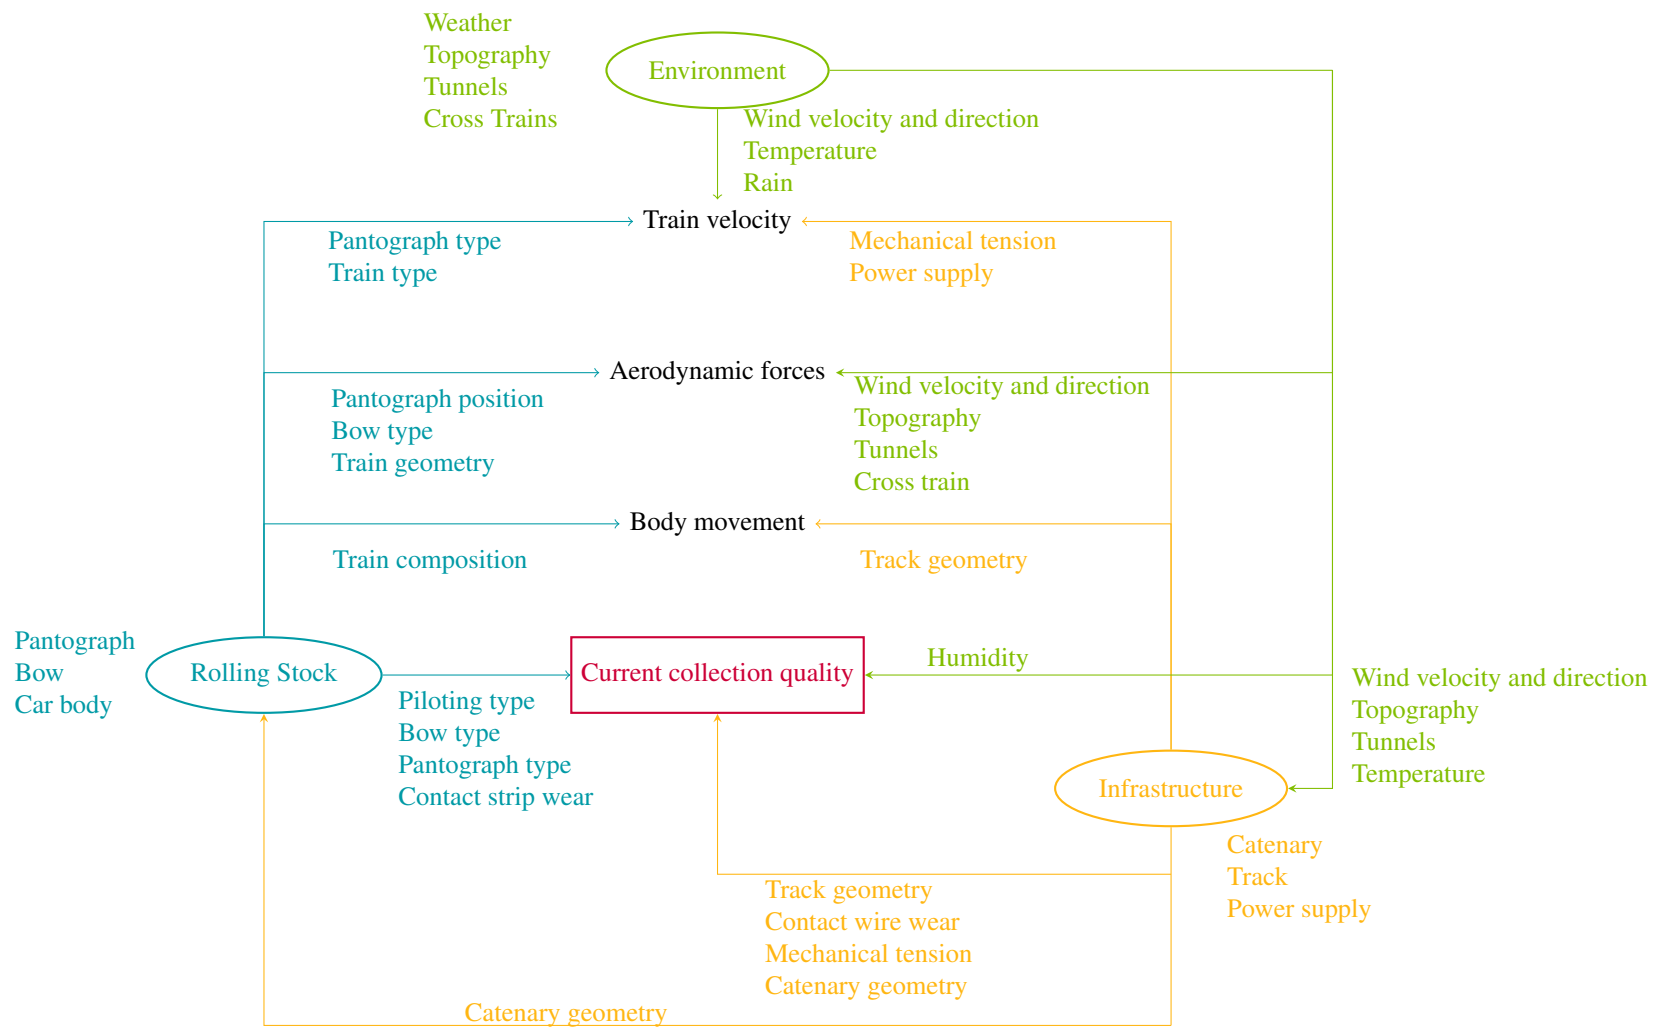 Weather
Topography
Tunnels
Cross Trains
Environment
Wind velocity and direction
Temperature
Rain
Train velocity
Pantograph type
Train type
Mechanical tension
Power supply
Aerodynamic forces
Pantograph position
Bow type
Train geometry
Wind velocity and direction
Topography
Tunnels
Cross train
Body movement
Train composition
Track geometry
Pantograph
Bow
Car body
Rolling Stock
Current collection quality
Humidity
Piloting type
Bow type
Pantograph type
Contact strip wear
Wind velocity and direction
Topography
Tunnels
Temperature
Infrastructure
Catenary
Track
Power supply
Track geometry
Contact wire wear
Mechanical tension
Catenary geometry
Catenary geometry